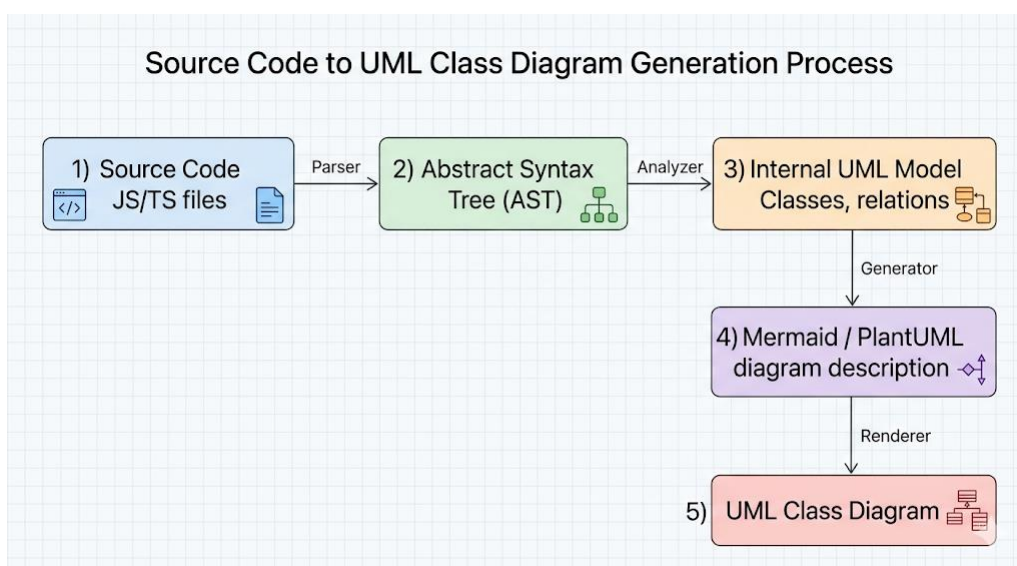 Source Code to UML Class Diagram Generation Process
1) Source Code
JS/TS files
</>
Parser
2) Abstract Syntax
Tree (AST)
Analyzer
3) Internal UML Model
Classes, relations
Generator
4) Mermaid / PlantUML
diagram description
Renderer
5) UML Class Diagram